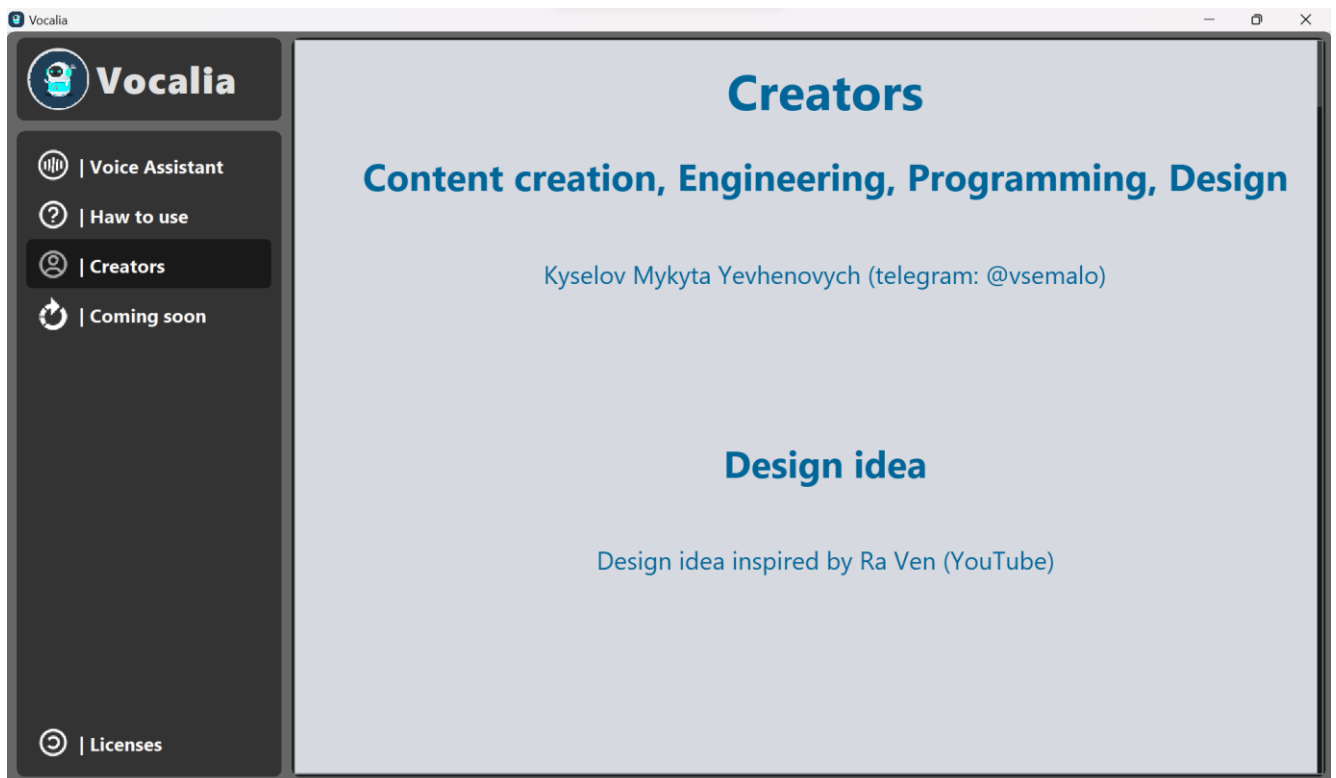 Vocalia
Vocalia
| Voice Assistant
| Haw to use
| Creators
| Coming soon
| Licenses
Creators
Content creation, Engineering, Programming, Design
Kyselov Mykyta Yevhenovych (telegram: @vsemalo)
Design idea
Design idea inspired by Ra Ven (YouTube)